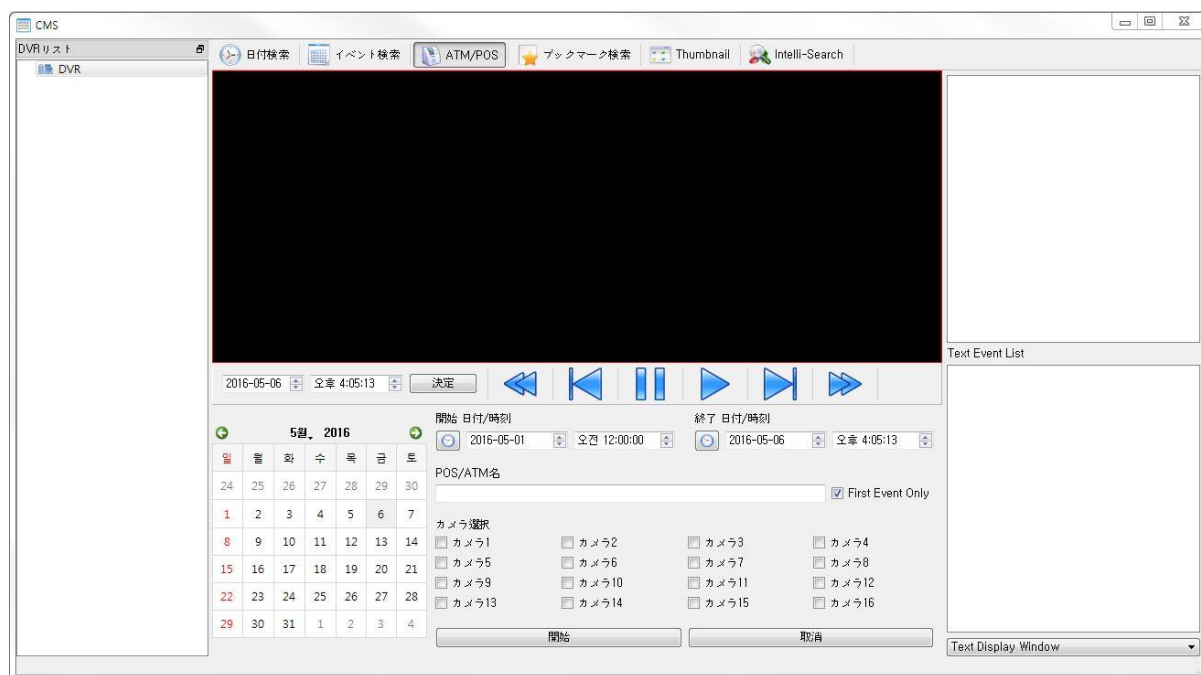 CMS
DVRリスト
DVR
日付検索 イベント検索 ATM/POS ブックマーク検索 Thumbnail Intelli-Search
Text Event List
2016-05-06 오후 4:05:13 決定
5월, 2016
일 월 화 수 목 금 토
24 25 26 27 28 29 30
1 2 3 4 5 6 7
8 9 10 11 12 13 14
15 16 17 18 19 20 21
22 23 24 25 26 27 28
29 30 31 1 2 3 4
開始 日付/時刻 終了 日付/時刻
2016-05-01 오전 12:00:00 2016-05-06 오후 4:05:13
POS/ATM名
First Event Only
カメラ選択
カメラ1 カメラ2 カメラ3 カメラ4
カメラ5 カメラ6 カメラ7 カメラ8
カメラ9 カメラ10 カメラ11 カメラ12
カメラ13 カメラ14 カメラ15 カメラ16
開始 取消
Text Display Window